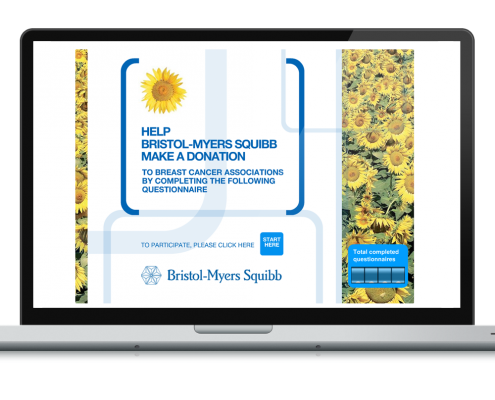 HELP
BRISTOL-MYERS SQUIBB
MAKE A DONATION
TO BREAST CANCER ASSOCIATIONS
BY COMPLETING THE FOLLOWING
QUESTIONNAIRE
TO PARTICIPATE, PLEASE CLICK HERE
START
HERE
Bristol-Myers Squibb
Total completed
questionnaires